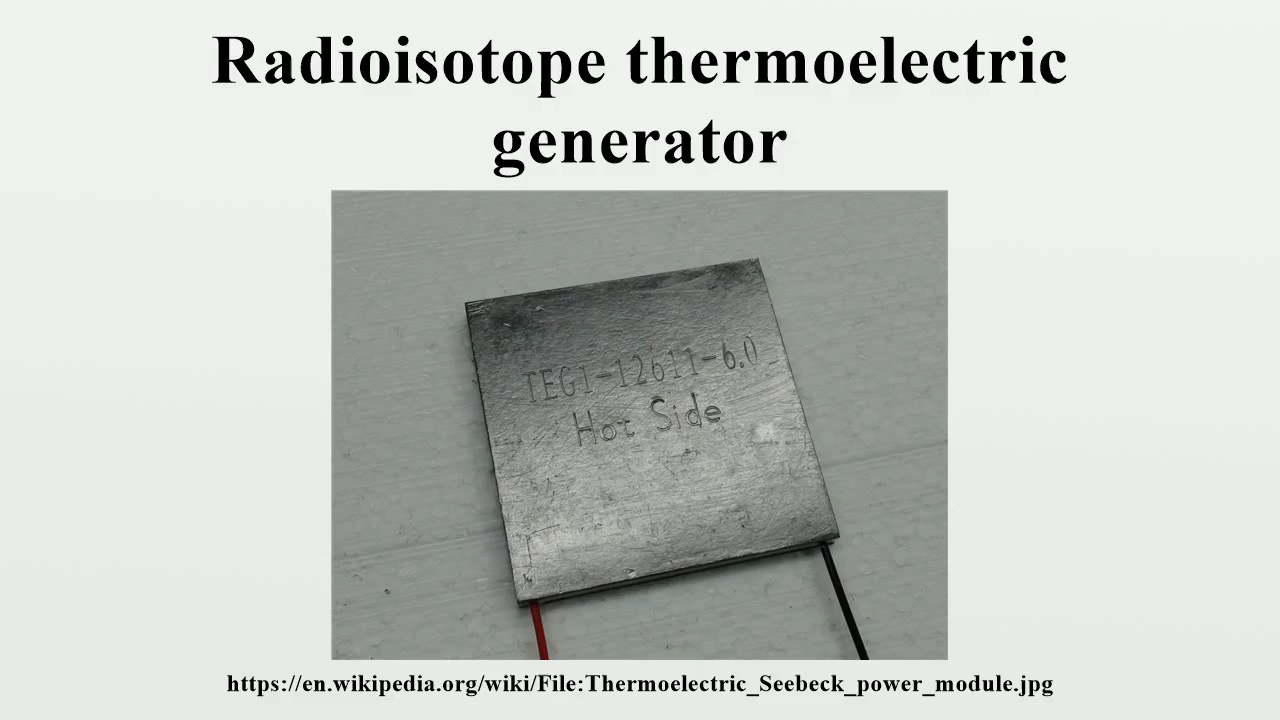 Radioisotope thermoelectric
generator
TEG1-12611-6.0
Hot Side
https://en.wikipedia.org/wiki/File:Thermoelectric_Seebeck_power_module.jpg